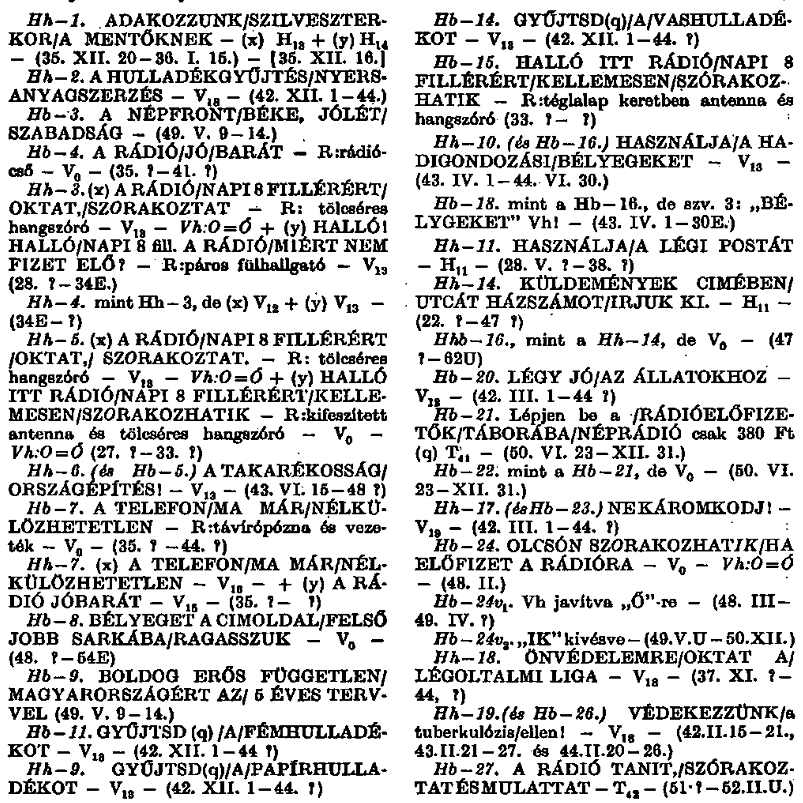 Hh–1. ADAKOZZUNK/SZILVESZTER-
KOR/A MENTŐKNEK – (x) H₁₃ + (y) H₁₄
– (35. XII. 20–36. I. 15.) – [35. XII. 16.]
Hh–2. A HULLADÉKGYŰJTÉS/NYERS-
ANYAGSZERZÉS – V₁₈ – (42. XII. 1–44.)
Hb–3. A NÉPFRONT/BÉKE, JÓLÉT/
SZABADSÁG – (49. V. 9–14.)
Hb–4. A RÁDIÓ/JÓ/BARÁT – R:rádió-
cső – V₀ – (35. ?–41. ?)
Hh–3.(x) A RÁDIÓ/NAPI 8 FILLÉRÉRT/
OKTAT,/SZORAKOZTAT – R: tölcséres
hangszóró – V₁₃ – Vh:O=Ó + (y) HALLÓ!
HALLÓ/NAPI 8 fill. A RÁDIÓ/MIÉRT NEM
FIZET ELŐ? – R:páros fülhallgató – V₁₃
(28. ?–34E.)
Hh–4. mint Hh–3, de (x) V₁₂ + (y) V₁₃ –
(34E–?)
Hh–5. (x) A RÁDIÓ/NAPI 8 FILLÉRÉRT
/OKTAT,/ SZORAKOZTAT. – R: tölcséres
hangszóró – V₁₃ – Vh:O=Ó + (y) HALLÓ
ITT RÁDIÓ/NAPI 8 FILLÉRÉRT/KELLE-
MESEN/SZORAKOZHATIK – R:kifeszített
antenna és tölcséres hangszóró – V₀ –
Vh:O=Ó (27. ?–33. ?)
Hh–6. (és Hb–5.) A TAKARÉKOSSÁG/
ORSZÁGÉPÍTÉS! – V₁₃ – (43. VI. 15–48 ?)
Hb–7. A TELEFON/MA MÁR/NÉLKÜ-
LÖZHETETLEN – R:távírópózna és veze-
ték – V₀ – (35. ? –44. ?)
Hh–7. (x) A TELEFON/MA MÁR/NÉL-
KÜLÖZHETETLEN – V₁₈ – + (y) A RÁ-
DIÓ JÓBARÁT – V₁₅ – (35. ?– ?)
Hb–8. BÉLYEGET A CIMOLDAL/FELSŐ
JOBB SARKÁBA/RAGASSZUK – V₀ –
(48. ?–54E)
Hb–9. BOLDOG ERŐS FÜGGETLEN/
MAGYARORSZÁGÉRT AZ/ 5 ÉVES TERV-
VEL (49. V. 9–14.)
Hb–11. GYŰJTSD (q) /A/FÉMHULLADÉ-
KOT – V₁₈ – (42. XII. 1–44 ?)
Hh–9. GYŰJTSD(q)/A/PAPÍRHULLA-
DÉKOT – V₁₃ – (42. XII. 1–44. ?)
Hb–14. GYŰJTSD(q)/A/VASHULLADÉ-
KOT – V₁₈ – (42. XII. 1–44. ?)
Hb–15. HALLÓ ITT RÁDIÓ/NAPI 8
FILLÉRÉRT/KELLEMESEN/SZÓRAKOZ-
HATIK – R:téglalap keretben antenna és
hangszóró (33. ?– ?)
Hh–10. (és Hb–16.) HASZNÁLJA/A HA-
DIGONDOZÁSI/BÉLYEGEKET – V₁₃ –
(43. IV. 1–44. VI. 30.)
Hb–18. mint a Hb–16., de szv. 3: „BÉ-
LYGEKET” Vh! – (43. IV. 1–30E.)
Hh–11. HASZNÁLJA/A LÉGI POSTÁT
– H₁₁ – (28. V. ?–38. ?)
Hh–14. KÜLDEMÉNYEK CIMÉBEN/
UTCÁT HÁZSZÁMOT/IRJUK KI. – H₁₁ –
(22. ?–47 ?)
Hhb–16., mint a Hh–14, de V₀ – (47
?–62U)
Hb–20. LÉGY JÓ/AZ ÁLLATOKHOZ –
V₁₈ – (42. III. 1–44 ?)
Hb–21. Lépjen be a /RÁDIÓELŐFIZE-
TŐK/TÁBORÁBA/NÉPRÁDIÓ csak 380 Ft
(q) T₄₁ – (50. VI. 23–XII. 31.)
Hb–22. mint a Hb–21, de V₀ – (50. VI.
23–XII. 31.)
Hh–17. (és Hb–23.) NE KÁROMKODJ! –
V₁₉ – (42. III. 1–44. ?)
Hb–24. OLCSÓN SZORAKOZHATIK/HA
ELŐFIZET A RÁDIÓRA – V₀ – Vh:O=Ó
– (48. II.)
Hb–24v₁. Vh javítva „Ő”-re – (48. III–
49. IV. ?)
Hb–24v₂. „IK” kivésve – (49.V.U–50.XII.)
Hh–18. ÖNVÉDELEMRE/OKTAT A/
LÉGOLTALMI LIGA – V₁₈ – (37. XI. ?–
44, ?)
Hh–19.(és Hb–26.) VÉDEKEZZÜNK/a
tuberkulózis/ellen! – V₁₈ – (42.II.15–21.,
43.II.21–27. és 44.II.20–26.)
Hb–27. A RÁDIO TANIT,/SZÓRAKOZ-
TAT ÉS MULATTAT – T₄₂ – (51·?–52.II.U.)